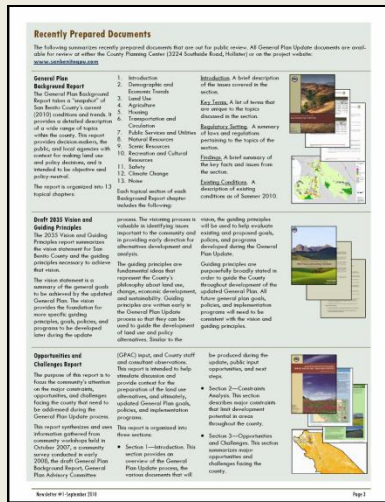 Recently Prepared Documents
The following summarizes recently prepared documents that are out for public review. All General Plan Update documents are avail-
able for review at either the County Planning Center (3224 Southside Road, Hollister) or on the project website:
www.sanbenitogpu.com
General Plan
Background Report
The General Plan Background
Report takes a "snapshot" of
San Benito County's current
(2010) conditions and trends. It
provides a detailed description
of a wide range of topics
within the county. This report
provides decision-makers, the
public, and local agencies with
context for making land use
and policy decisions, and is
intended to be objective and
policy-neutral.
The report is organized into 13
topical chapters.
1. Introduction
2. Demographic and
Economic Trends
3. Land Use
4. Agriculture
5. Housing
6. Transportation and
Circulation
7. Public Services and Utilities
8. Natural Resources
9. Scenic Resources
10. Recreation and Cultural
Resources
11. Safety
12. Climate Change
13. Noise
Each topical section of each
Background Report chapter
includes the following:
Introduction. A brief description
of the issues covered in the
section.
Key Terms. A list of terms that
are unique to the topics
discussed in the section.
Regulatory Setting. A summary
of laws and regulations
pertaining to the topics of the
section.
Findings. A brief summary of
the key facts and issues from
the section.
Existing Conditions. A
description of existing
conditions as of Summer 2010.
Draft 2035 Vision and
Guiding Principles
The 2035 Vision and Guiding
Principles report summarizes
the vision statement for San
Benito County and the guiding
principles necessary to achieve
that vision.
The vision statement is a
summary of the general goals
to be achieved by the updated
General Plan. The vision
provides the foundation for
more specific guiding
principles, goals, policies, and
programs to be developed
later during the update
process. The visioning process is
valuable in identifying issues
important to the community and
in providing early direction for
alternatives development and
analysis.
The guiding principles are
fundamental ideas that
represent the County's
philosophy about land use,
change, economic development,
and sustainability. Guiding
principles are written early in
the General Plan Update
process so that they can be
used to guide the development
of land use and policy
alternatives. Similar to the
vision, the guiding principles
will be used to help evaluate
existing and proposed goals,
policies, and programs
developed during the General
Plan Update.
Guiding principles are
purposefully broadly stated in
order to guide the County
throughout development of the
updated General Plan. All
future general plan goals,
policies, and implementation
programs will need to be
consistent with the vision and
guiding principles.
Opportunities and
Challenges Report
The purpose of this report is to
focus the community's attention
on the major constraints,
opportunities, and challenges
facing the county that need to
be addressed during the
General Plan Update process.
This report synthesizes and uses
information gathered from
community workshops held in
October 2007, a community
survey conducted in early
2008, the draft General Plan
Background Report, General
Plan Advisory Committee
(GPAC) input, and County staff
and consultant observations.
This report is intended to help
stimulate discussion and
provide context for the
preparation of the land use
alternatives, and ultimately,
updated General Plan goals,
policies, and implementation
programs.
This report is organized into
three sections:
• Section 1—Introduction. This
section provides an
overview of the General
Plan Update process, the
various documents that will
be produced during the
update, public input
opportunities, and next
steps.
• Section 2—Constraints
Analysis. This section
describes major constraints
that limit development
potential in areas
throughout the county.
• Section 3—Opportunities
and Challenges. This section
summarizes major
opportunities and
challenges facing the
county.
Newsletter #1-September 2010
Page 3